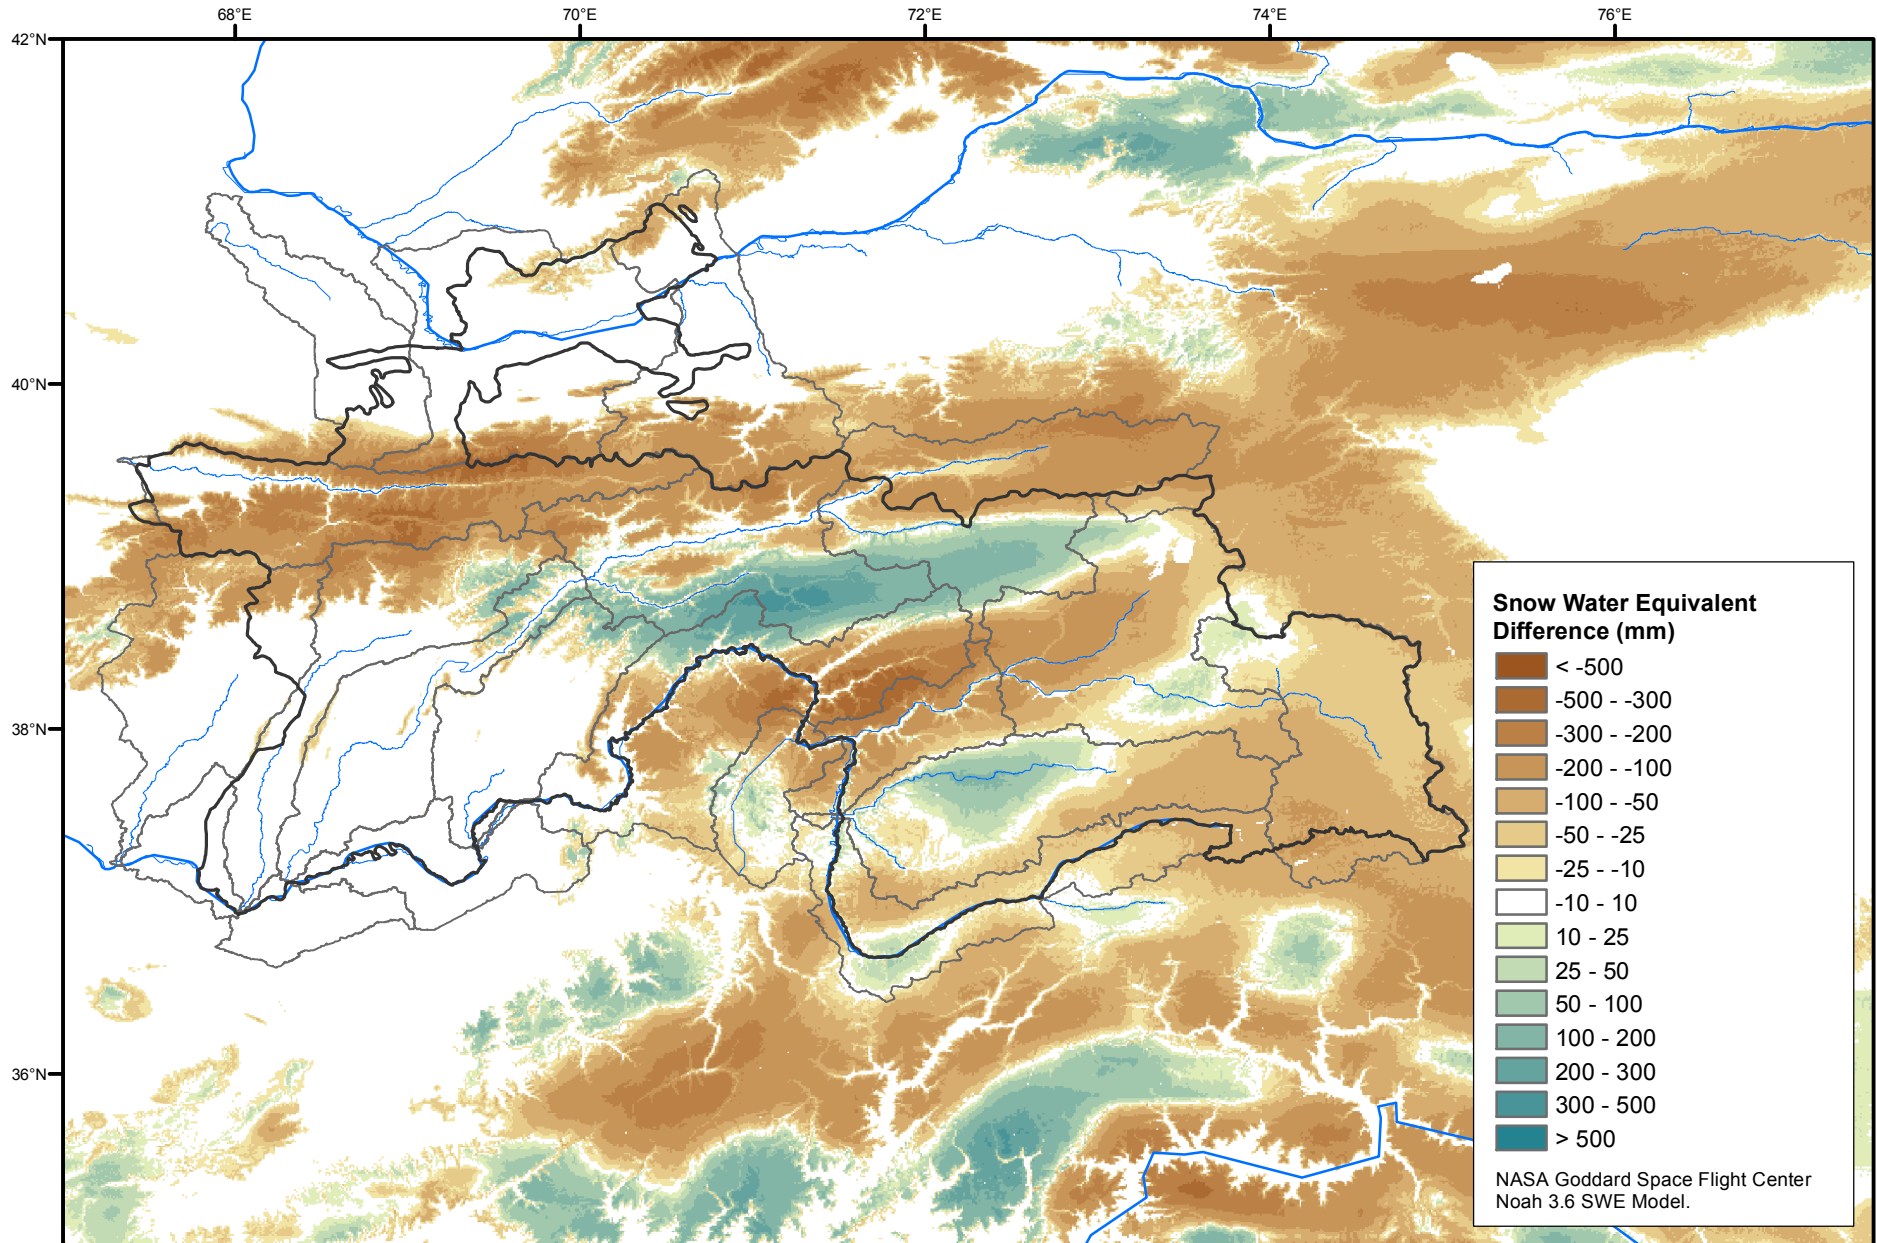 68°E 70°E 72°E 74°E 76°E
42°N
40°N
38°N
36°N
Snow Water Equivalent
Difference (mm)
< -500
-500 - -300
-300 - -200
-200 - -100
-100 - -50
-50 - -25
-25 - -10
-10 - 10
10 - 25
25 - 50
50 - 100
100 - 200
200 - 300
300 - 500
> 500
NASA Goddard Space Flight Center
Noah 3.6 SWE Model.